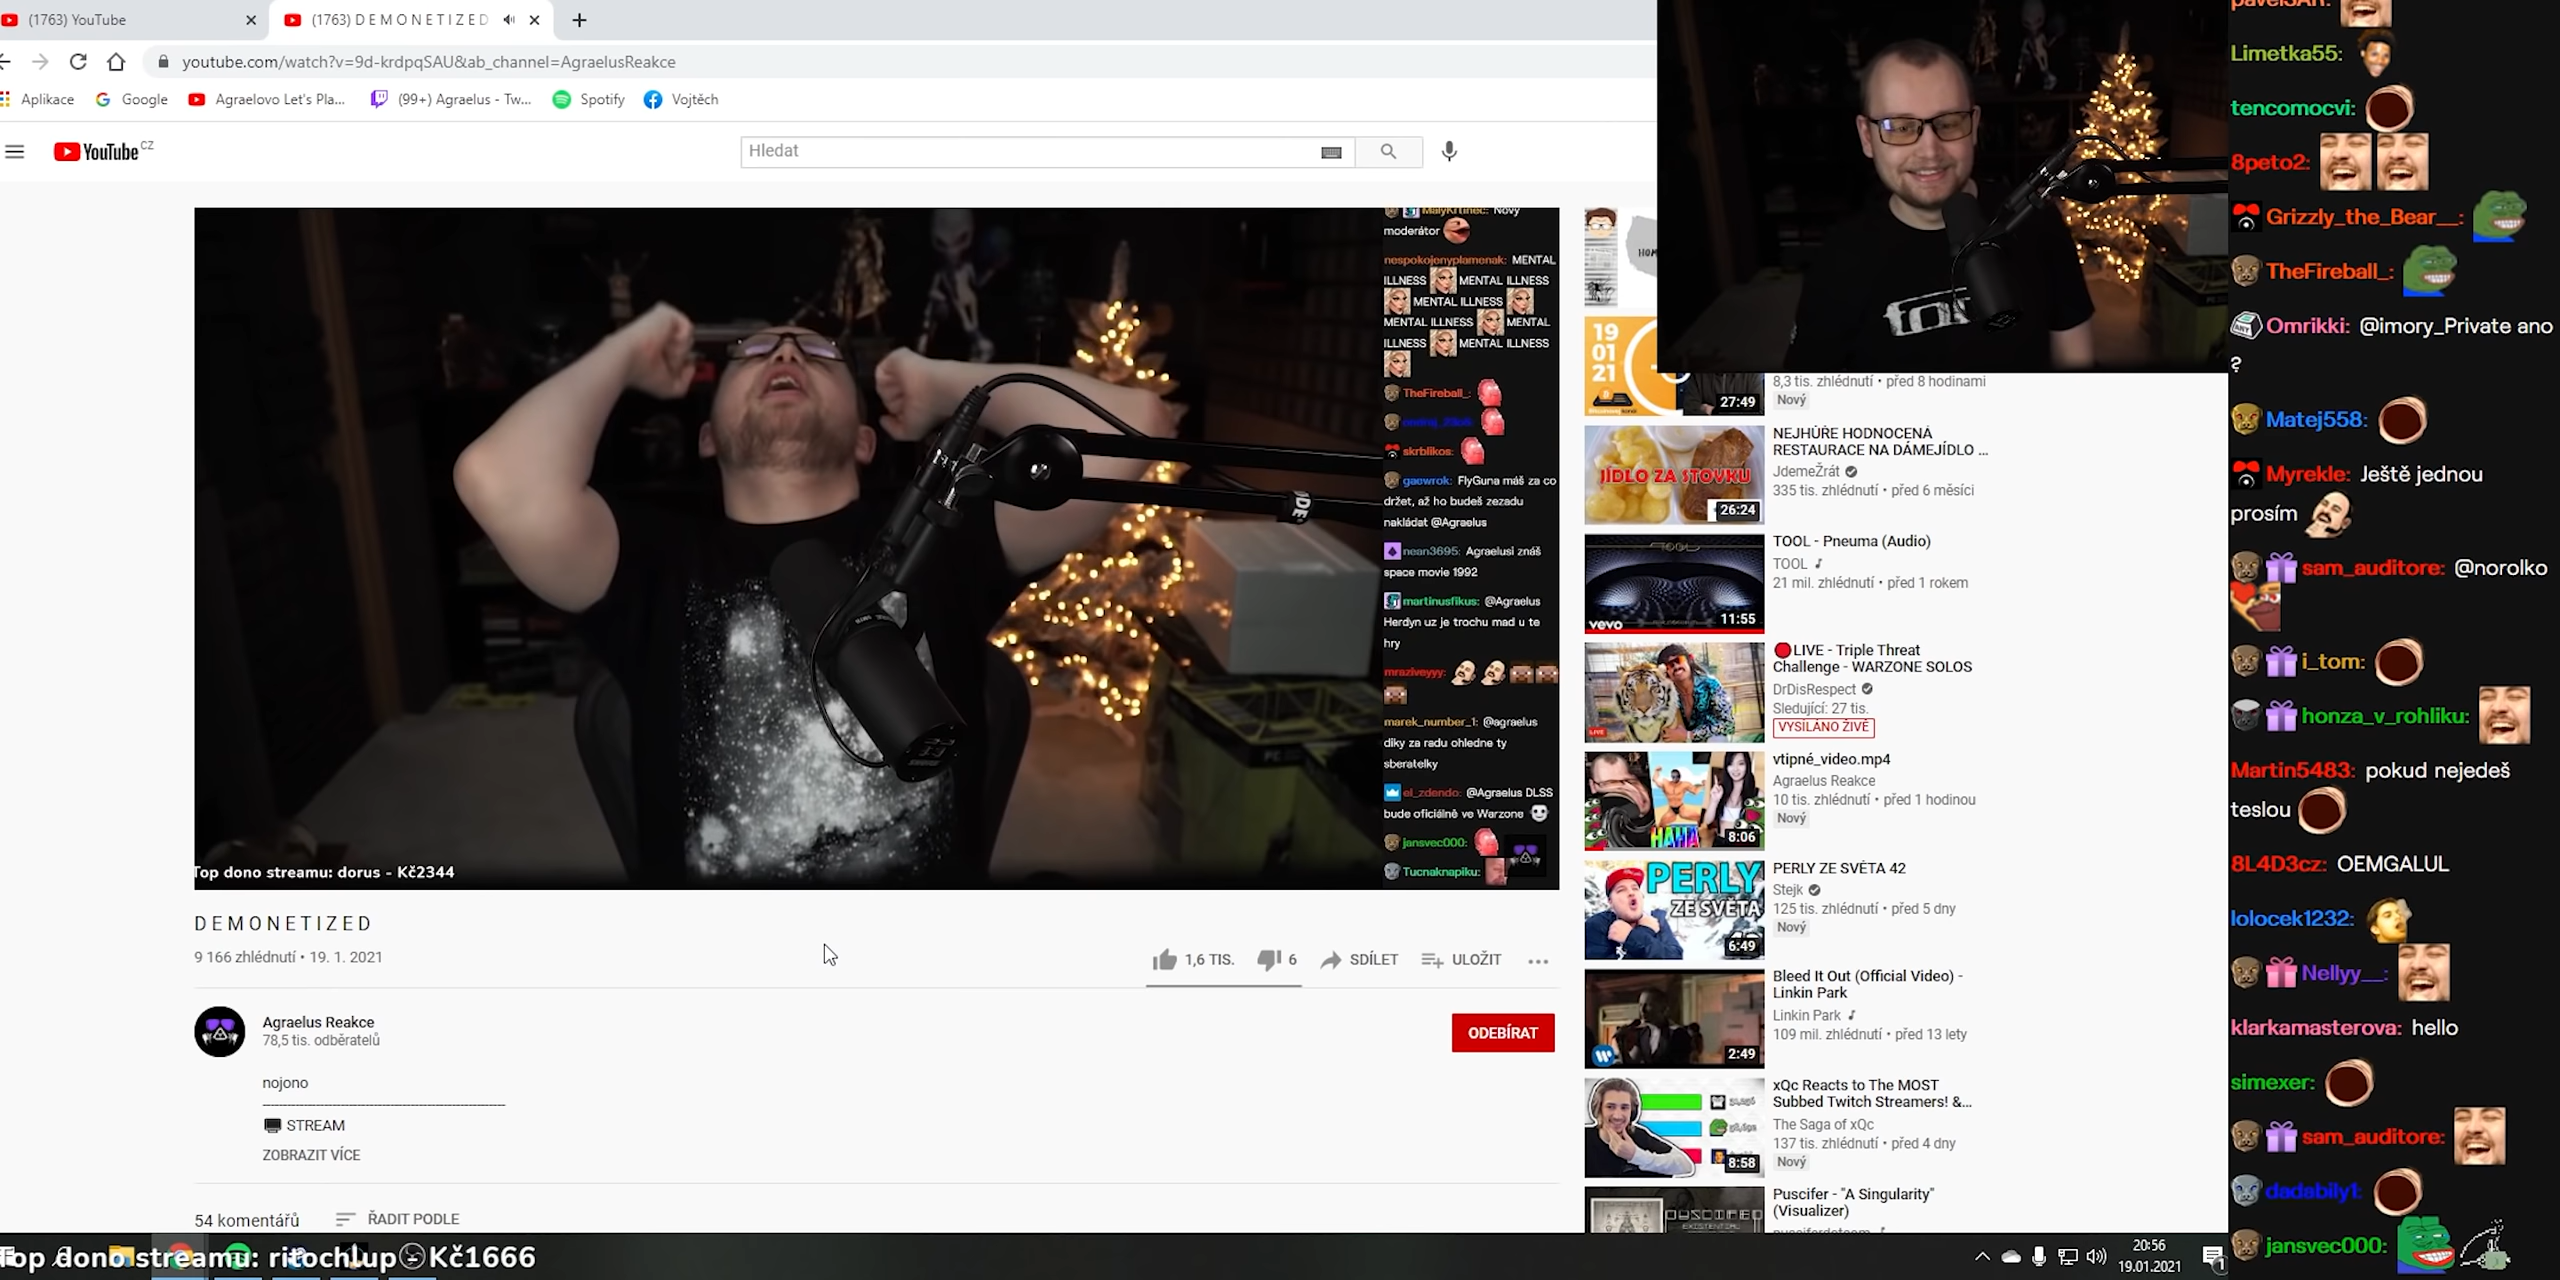 (1763) YouTube
(1763) D E M O N E T I Z E D
youtube.com/watch?v=9d-krdpqSAU&ab_channel=AgraelusReakce
Aplikace
Google
Agraelovo Let's Pla...
(99+) Agraelus - Tw...
Spotify
Vojtěch
YouTube CZ
Hledat
MalyKrtinec: Nový
moderátor
nespokojenyplamenak: MENTAL
ILLNESS MENTAL ILLNESS
MENTAL ILLNESS
MENTAL ILLNESS MENTAL
ILLNESS MENTAL ILLNESS
TheFireball_:
skrblikos:
gaewrok: FlyGuna máš za co
držet, až ho budeš zezadu
nakládat @Agraelus
nean3695: Agraelusi znáš
space movie 1992
martinusfikus: @Agraelus
Herdyn uz je trochu mad u te
hry
mraziveyyy:
marek_number_1: @agraelus
diky za radu ohledne ty
sberatelky
el_zdendo: @Agraelus DLSS
bude oficiálně ve Warzone
jansvec000:
Tucnaknapiku:
Top dono streamu: dorus - Kč2344
D E M O N E T I Z E D
9 166 zhlédnutí • 19. 1. 2021
1,6 TIS.
6
SDÍLET
ULOŽIT
Agraelus Reakce
78,5 tis. odběratelů
ODEBÍRAT
nojono
STREAM
ZOBRAZIT VÍCE
54 komentářů
ŘADIT PODLE
19
01
21
27:49
8,3 tis. zhlédnutí • před 8 hodinami
Nový
JÍDLO ZA STOVKU
26:24
NEJHŮŘE HODNOCENÁ
RESTAURACE NA DÁMEJÍDLO ...
JdemeŽrát
335 tis. zhlédnutí • před 6 měsíci
vevo
11:55
TOOL - Pneuma (Audio)
TOOL
21 mil. zhlédnutí • před 1 rokem
LIVE
LIVE - Triple Threat
Challenge - WARZONE SOLOS
DrDisRespect
Sledující: 27 tis.
VYSÍLÁNO ŽIVĚ
HAHA
8:06
vtipné_video.mp4
Agraelus Reakce
10 tis. zhlédnutí • před 1 hodinou
Nový
PERLY
ZE SVĚTA
6:49
PERLY ZE SVĚTA 42
Stejk
125 tis. zhlédnutí • před 5 dny
Nový
2:49
Bleed It Out (Official Video) -
Linkin Park
Linkin Park
109 mil. zhlédnutí • před 13 lety
8:58
xQc Reacts to The MOST
Subbed Twitch Streamers! &...
The Saga of xQc
137 tis. zhlédnutí • před 4 dny
Nový
PUSCIFER
Puscifer - "A Singularity"
(Visualizer)
Limetka55:
tencomocvi:
8peto2:
Grizzly_the_Bear__:
TheFireball_:
Omrikki: @imory_Private ano
?
Matej558:
Myrekle: Ještě jednou
prosím
sam_auditore: @norolko
i_tom:
honza_v_rohliku:
Martin5483: pokud nejedeš
teslou
8L4D3cz: OEMGALUL
lolocek1232:
Nellyy__:
klarkamasterova: hello
simexer:
sam_auditore:
dadabily1:
jansvec000:
Top dono streamu: ritochlup Kč1666
20:56
19.01.2021
1